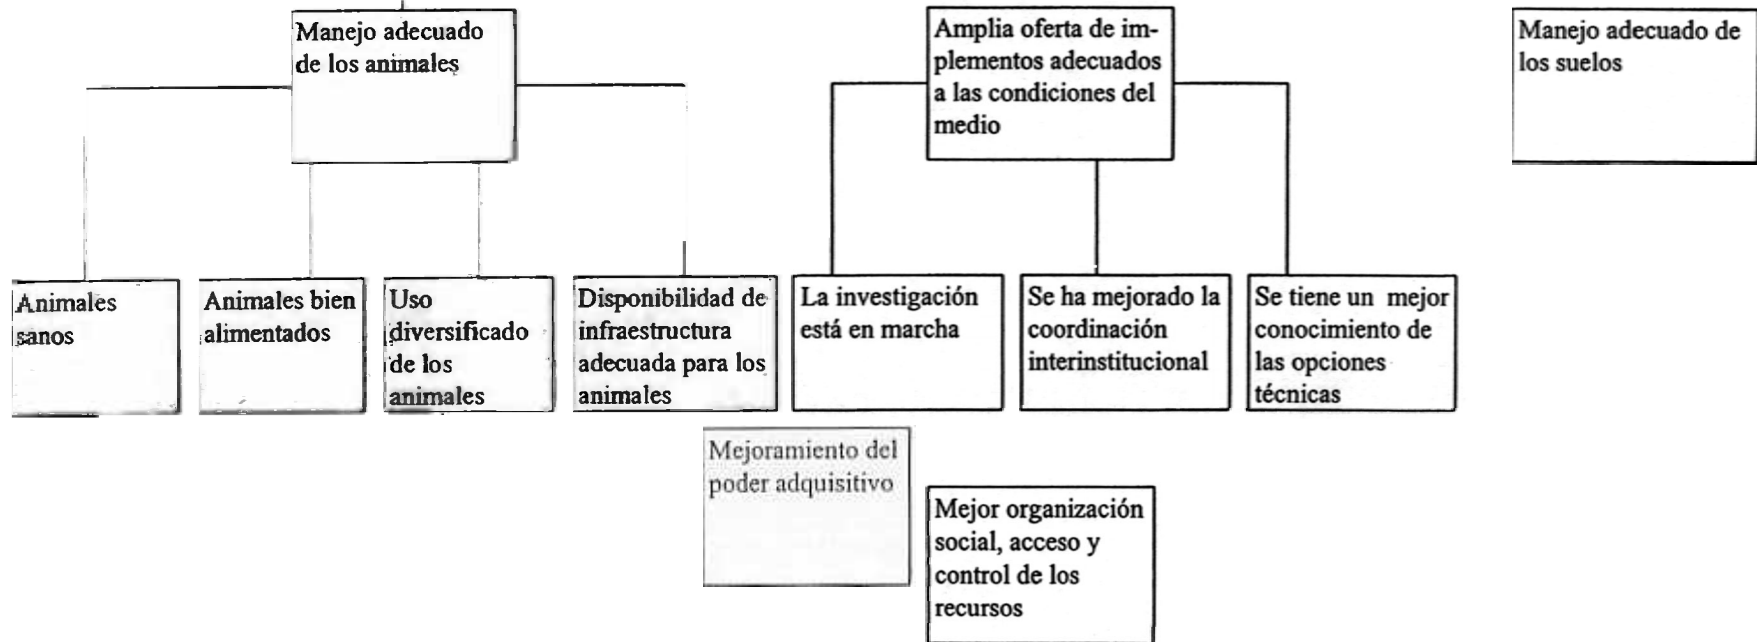 Manejo adecuado
de los animales
Amplia oferta de im-
plementos adecuados
a las condiciones del
medio
Manejo adecuado de
los suelos
Animales
sanos
Animales bien
alimentados
Uso
diversificado
de los
animales
Disponibilidad de
infraestructura
adecuada para los
animales
La investigación
está en marcha
Se ha mejorado la
coordinación
interinstitucional
Se tiene un mejor
conocimiento de
las opciones
técnicas
Mejoramiento del
poder adquisitivo
Mejor organización
social, acceso y
control de los
recursos